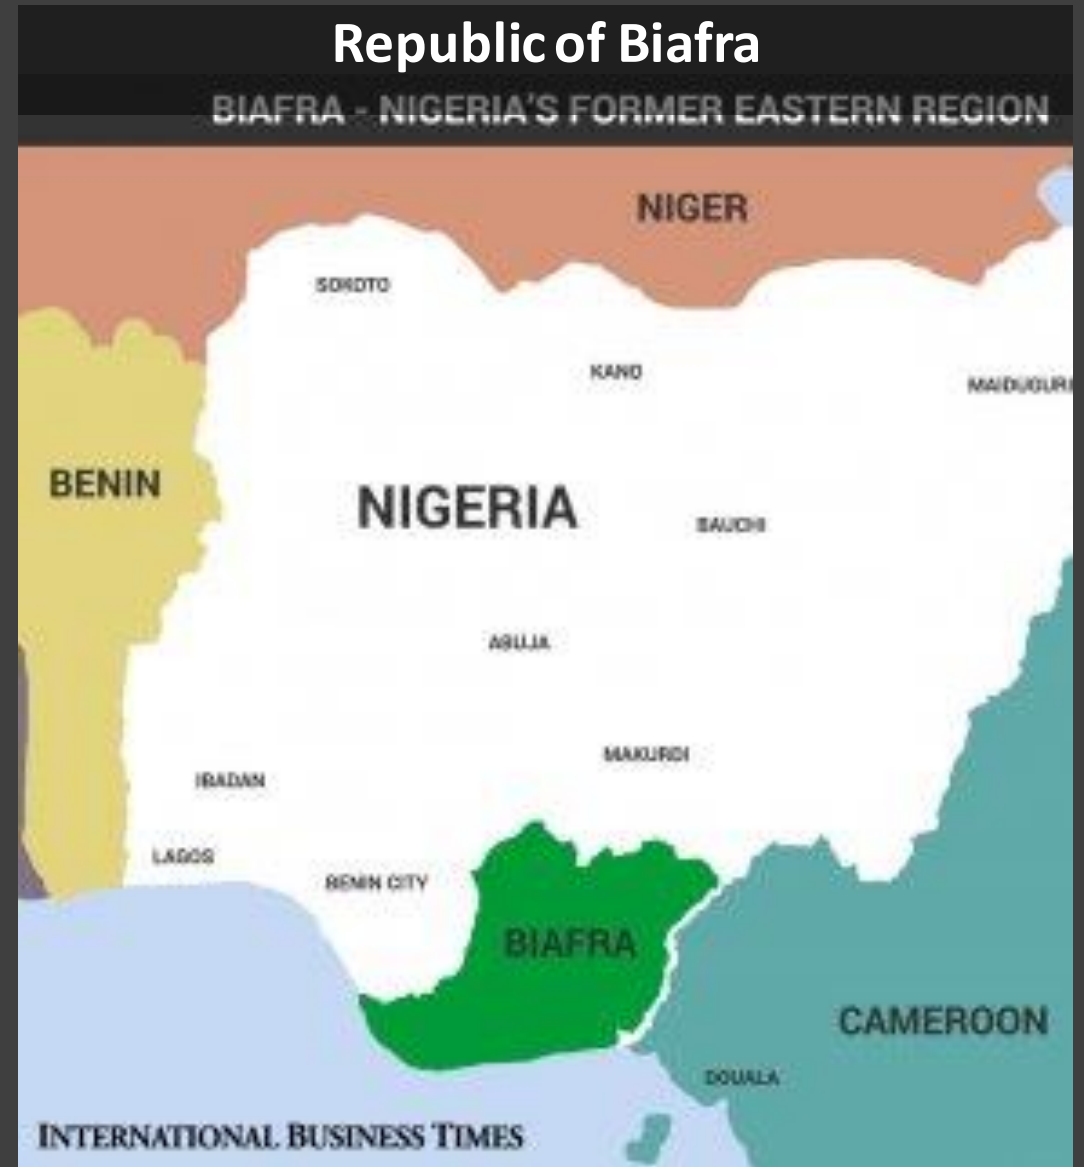 Republic of Biafra
BIAFRA - NIGERIA'S FORMER EASTERN REGION
NIGER
SOKOTO
KANO
MAIDUGURI
BENIN
NIGERIA
BAUCHI
ABUJA
MAKURDI
IBADAN
LAGOS
BENIN CITY
BIAFRA
CAMEROON
DOUALA
INTERNATIONAL BUSINESS TIMES